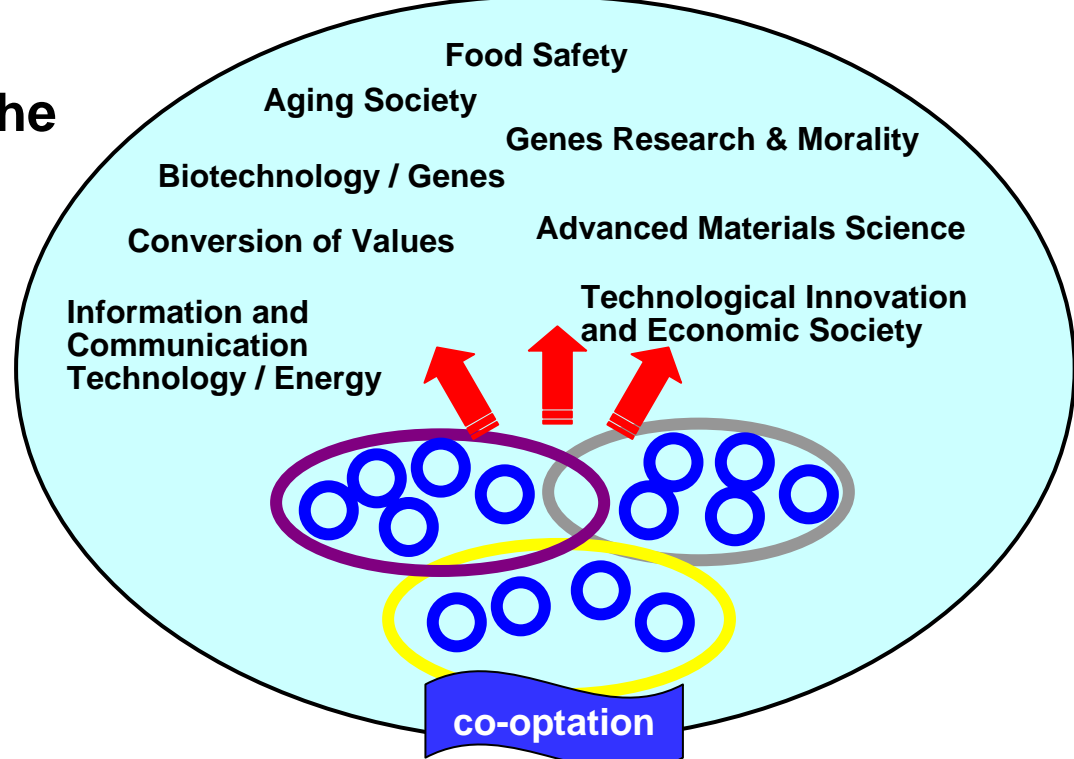 Food Safety
Aging Society
he
Genes Research & Morality
Biotechnology / Genes
Advanced Materials Science
Conversion of Values
Technological Innovation
and Economic Society
Information and
Communication
Technology / Energy
co-optation